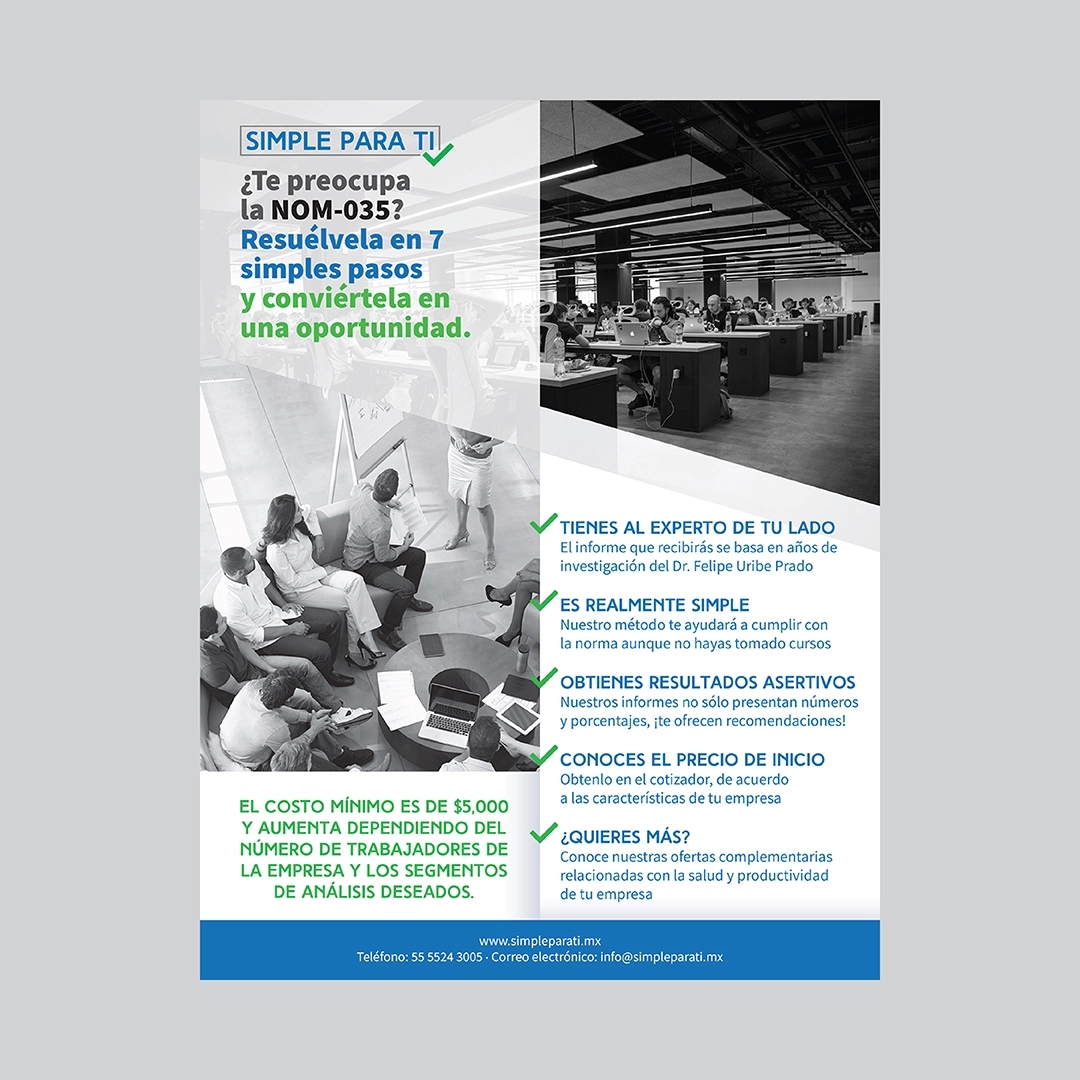 SIMPLE PARA TI
¿Te preocupa
la NOM-035?
Resuélvela en 7
simples pasos
y conviértela en
una oportunidad.
TIENES AL EXPERTO DE TU LADO
El informe que recibirás se basa en años de
investigación del Dr. Felipe Uribe Prado
ES REALMENTE SIMPLE
Nuestro método te ayudará a cumplir con
la norma aunque no hayas tomado cursos
OBTIENES RESULTADOS ASERTIVOS
Nuestros informes no sólo presentan números
y porcentajes, ¡te ofrecen recomendaciones!
CONOCES EL PRECIO DE INICIO
Obtenlo en el cotizador, de acuerdo
a las características de tu empresa
¿QUIERES MÁS?
Conoce nuestras ofertas complementarias
relacionadas con la salud y productividad
de tu empresa
EL COSTO MÍNIMO ES DE $5,000
Y AUMENTA DEPENDIENDO DEL
NÚMERO DE TRABAJADORES DE
LA EMPRESA Y LOS SEGMENTOS
DE ANÁLISIS DESEADOS.
www.simpleparati.mx
Teléfono: 55 5524 3005 · Correo electrónico: info@simpleparati.mx